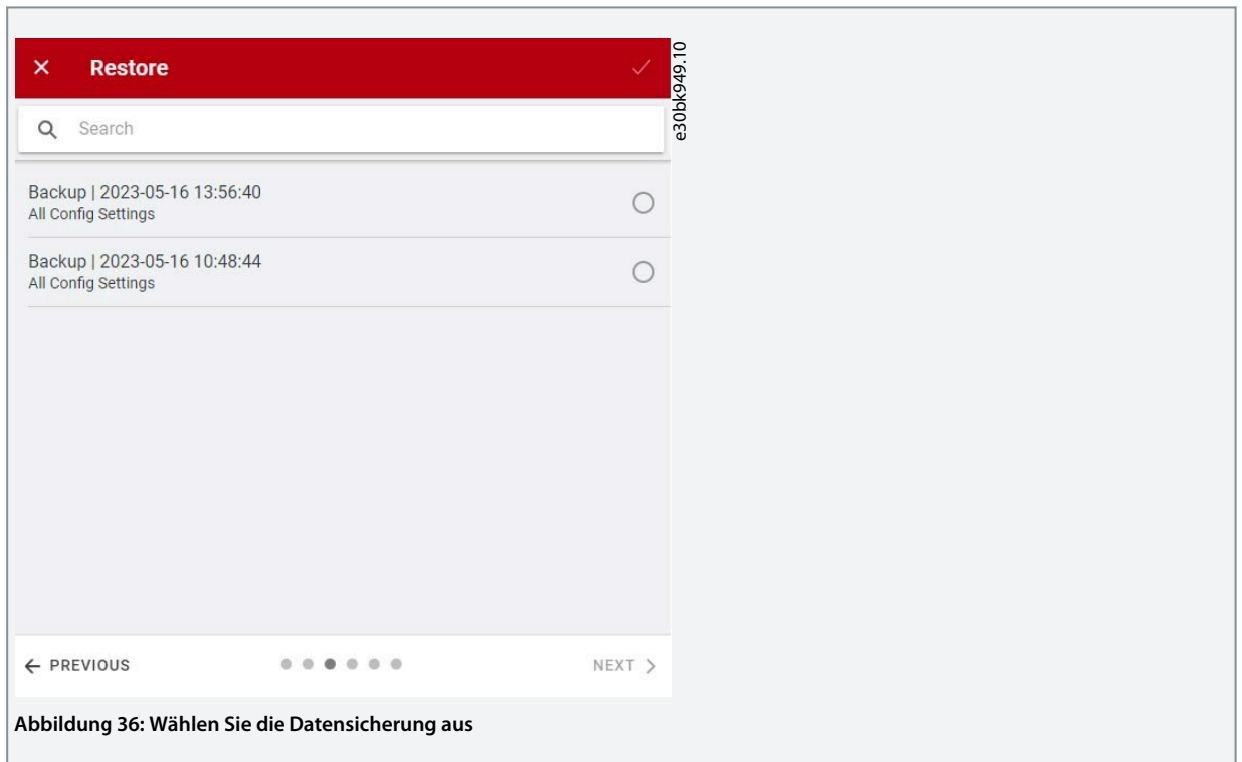 Restore
e30bk949.10
Search
Backup | 2023-05-16 13:56:40
All Config Settings
Backup | 2023-05-16 10:48:44
All Config Settings
PREVIOUS
NEXT
Abbildung 36: Wählen Sie die Datensicherung aus